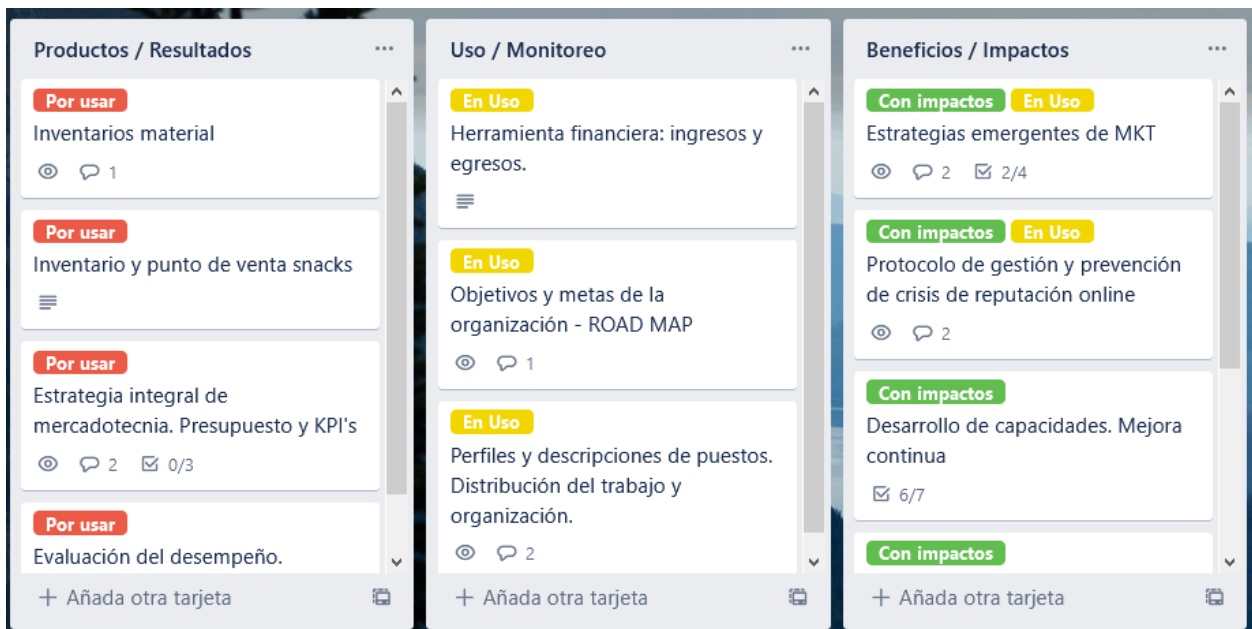 Productos / Resultados
Por usar
Inventarios material
1
Por usar
Inventario y punto de venta snacks
Por usar
Estrategia integral de
mercadotecnia. Presupuesto y KPI's
2 0/3
Por usar
Evaluación del desempeño.
+ Añada otra tarjeta
Uso / Monitoreo
En Uso
Herramienta financiera: ingresos y
egresos.
En Uso
Objetivos y metas de la
organización - ROAD MAP
1
En Uso
Perfiles y descripciones de puestos.
Distribución del trabajo y
organización.
2
+ Añada otra tarjeta
Beneficios / Impactos
Con impactos En Uso
Estrategias emergentes de MKT
2 2/4
Con impactos En Uso
Protocolo de gestión y prevención
de crisis de reputación online
2
Con impactos
Desarrollo de capacidades. Mejora
continua
6/7
Con impactos
+ Añada otra tarjeta